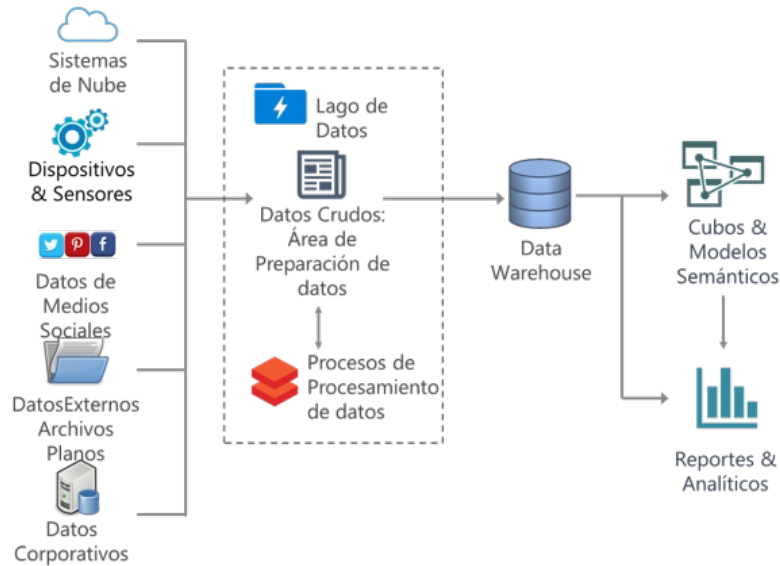 Sistemas
de Nube
Dispositivos
& Sensores
Datos de
Medios
Sociales
DatosExternos
Archivos
Planos
Datos
Corporativos
Lago de
Datos
Datos Crudos:
Área de
Preparación de
datos
Procesos de
Procesamiento
de datos
Data
Warehouse
Cubos &
Modelos
Semánticos
Reportes &
Analíticos